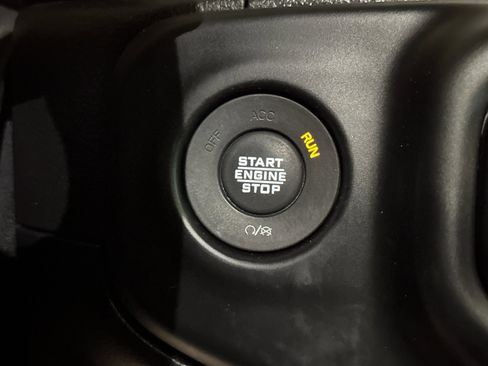 ACC
OFF
RUN
START
ENGINE
STOP